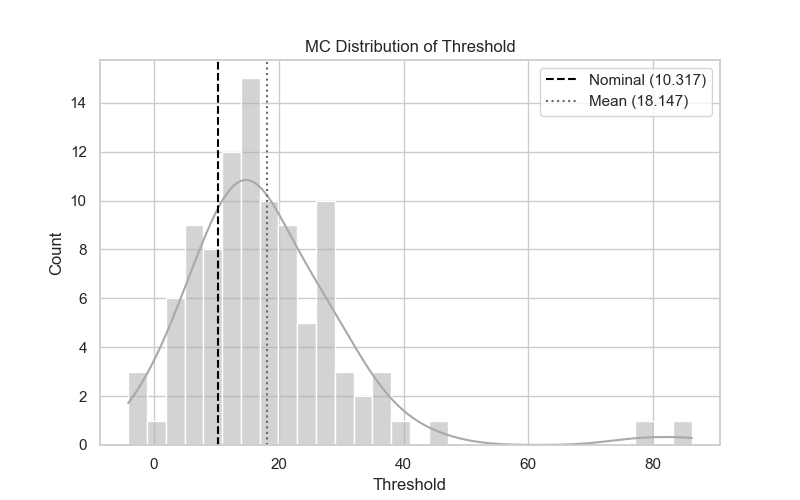 MC Distribution of Threshold
Nominal (10.317)
Mean (18.147)
14
12
10
8
6
4
2
0
Count
0
20
40
60
80
Threshold